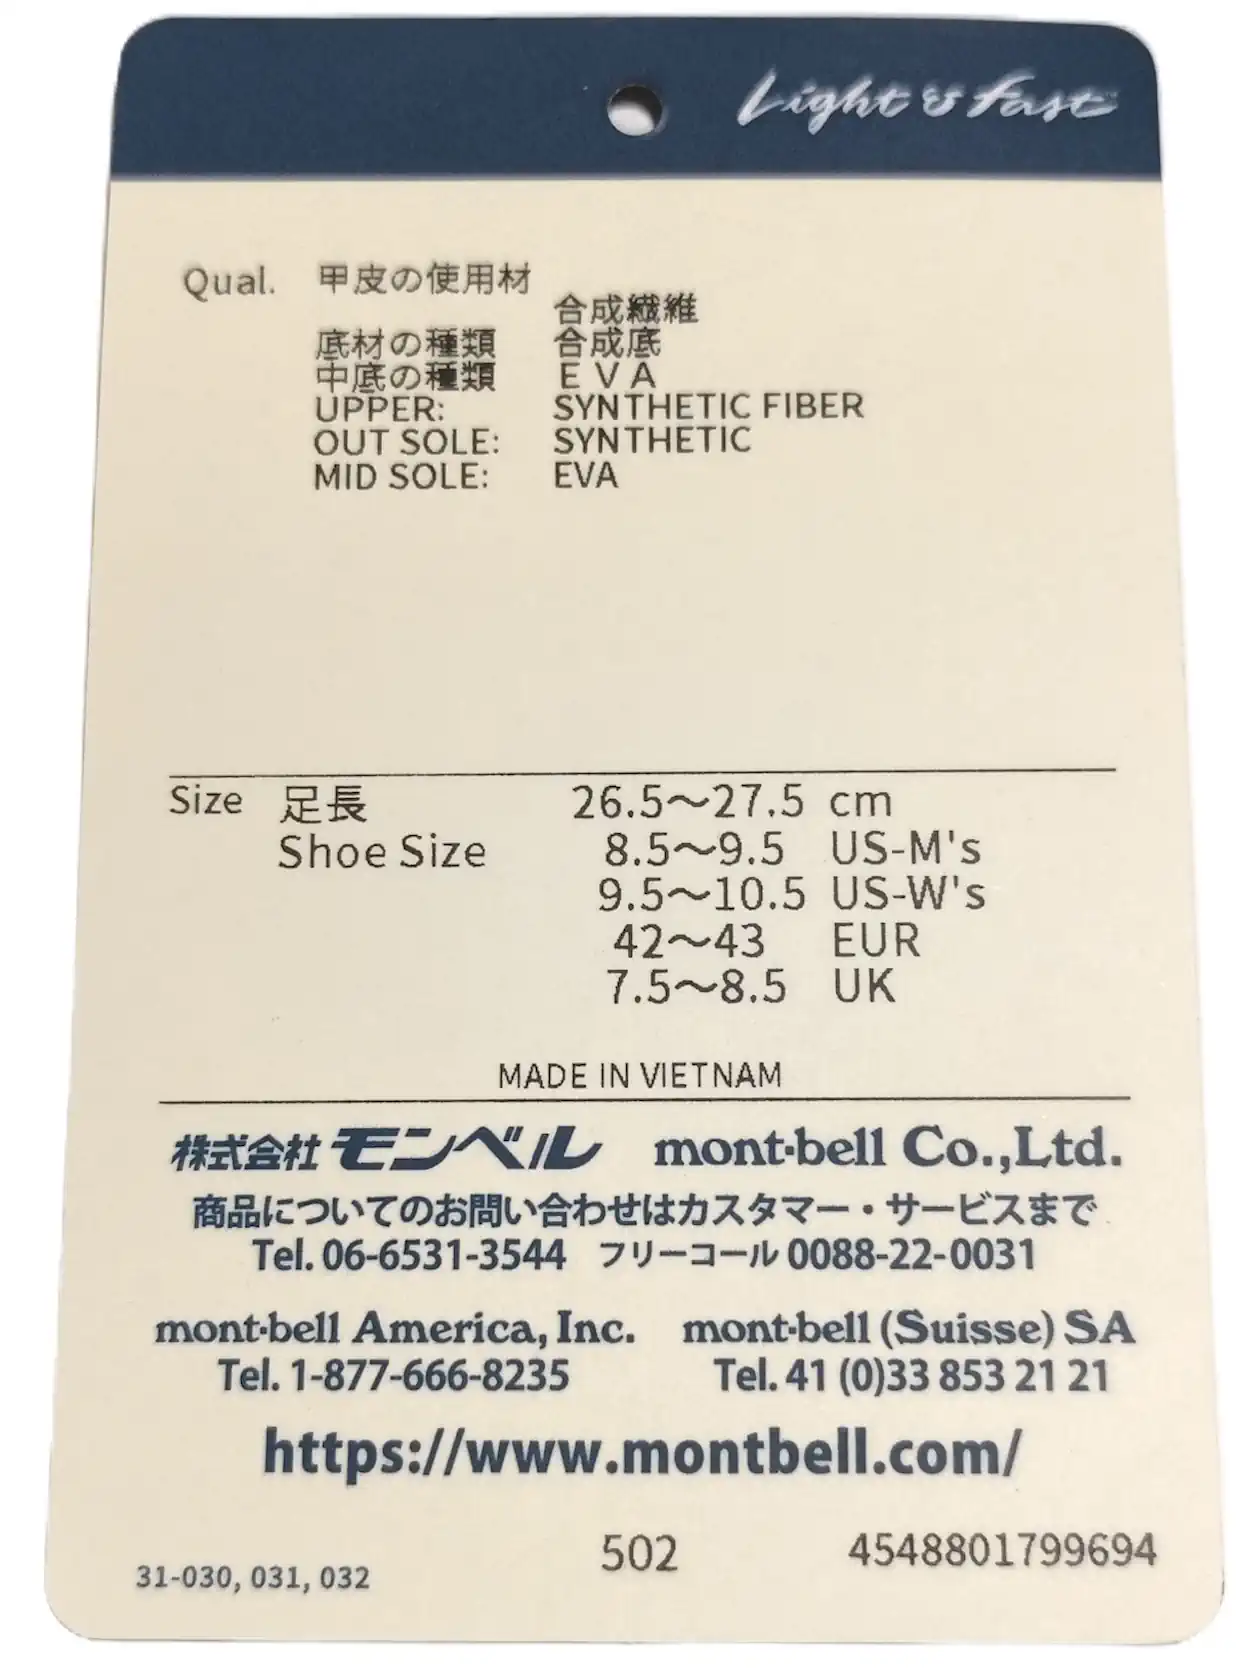 Light & Fast
Qual. 甲皮の使用材
合成繊維
底材の種類 合成底
中底の種類 ＥＶＡ
UPPER: SYNTHETIC FIBER
OUT SOLE: SYNTHETIC
MID SOLE: EVA
Size 足長 26.5～27.5 cm
Shoe Size 8.5～9.5 US-M's
9.5～10.5 US-W's
42～43 EUR
7.5～8.5 UK
MADE IN VIETNAM
株式会社モンベル mont-bell Co.,Ltd.
商品についてのお問い合わせはカスタマー・サービスまで
Tel. 06-6531-3544 フリーコール 0088-22-0031
mont-bell America, Inc. mont-bell (Suisse) SA
Tel. 1-877-666-8235 Tel. 41 (0)33 853 21 21
https://www.montbell.com/
502 4548801799694
31-030, 031, 032